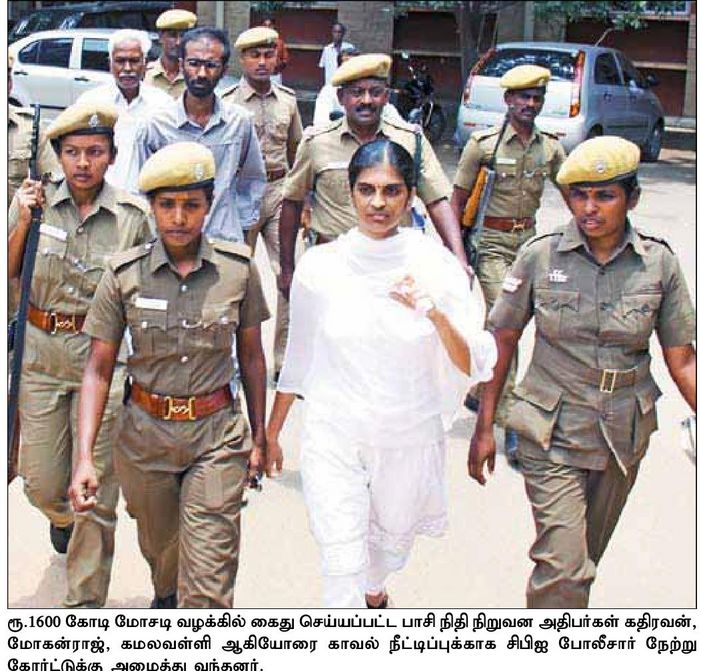 ரூ.1600 கோடி மோசடி வழக்கில் கைது செய்யப்பட்ட பாசி நிதி நிறுவன அதிபர்கள் கதிரவன்,
மோகன்ராஜ், கமலவள்ளி ஆகியோரை காவல் நீட்டிப்புக்காக சிபிஐ போலீசார் நேற்று
கோர்ட்டுக்கு அழைத்து வந்தனர்.